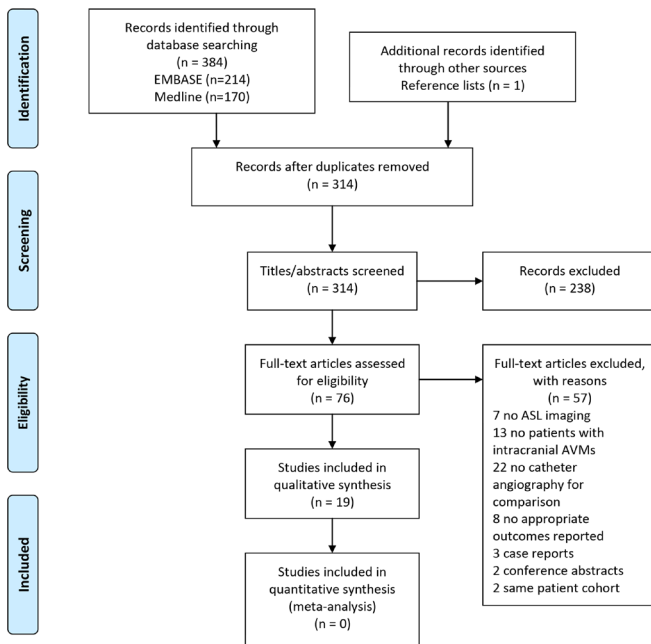 Identification
Records identified through
database searching
(n = 384)
EMBASE (n=214)
Medline (n=170)
Additional records identified
through other sources
Reference lists (n = 1)
Records after duplicates removed
(n = 314)
Screening
Titles/abstracts screened
(n = 314)
Records excluded
(n = 238)
Eligibility
Full-text articles assessed
for eligibility
(n = 76)
Full-text articles excluded,
with reasons
(n = 57)
7 no ASL imaging
13 no patients with
intracranial AVMs
22 no catheter
angiography for
comparison
8 no appropriate
outcomes reported
3 case reports
2 conference abstracts
2 same patient cohort
Studies included in
qualitative synthesis
(n = 19)
Included
Studies included in
quantitative synthesis
(meta-analysis)
(n = 0)